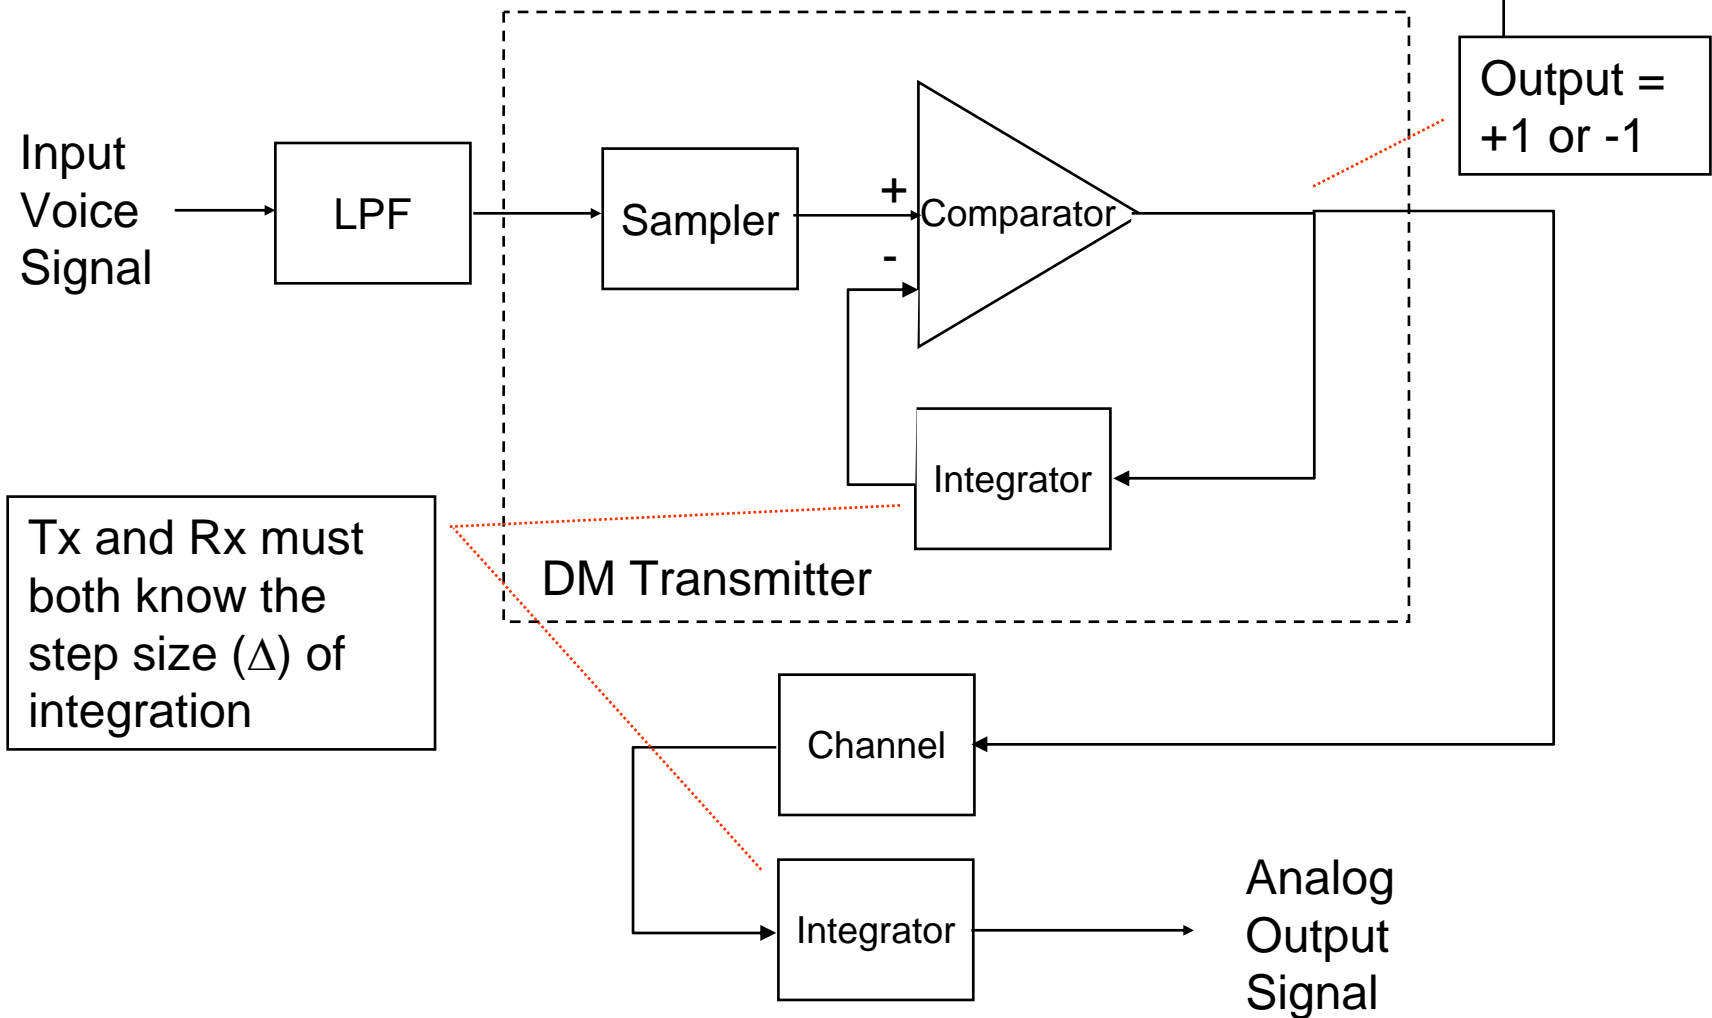 Output =
+1 or -1
Input
Voice
Signal
LPF
Sampler
+
-
Comparator
Integrator
DM Transmitter
Tx and Rx must
both know the
step size (Δ) of
integration
Channel
Integrator
Analog
Output
Signal